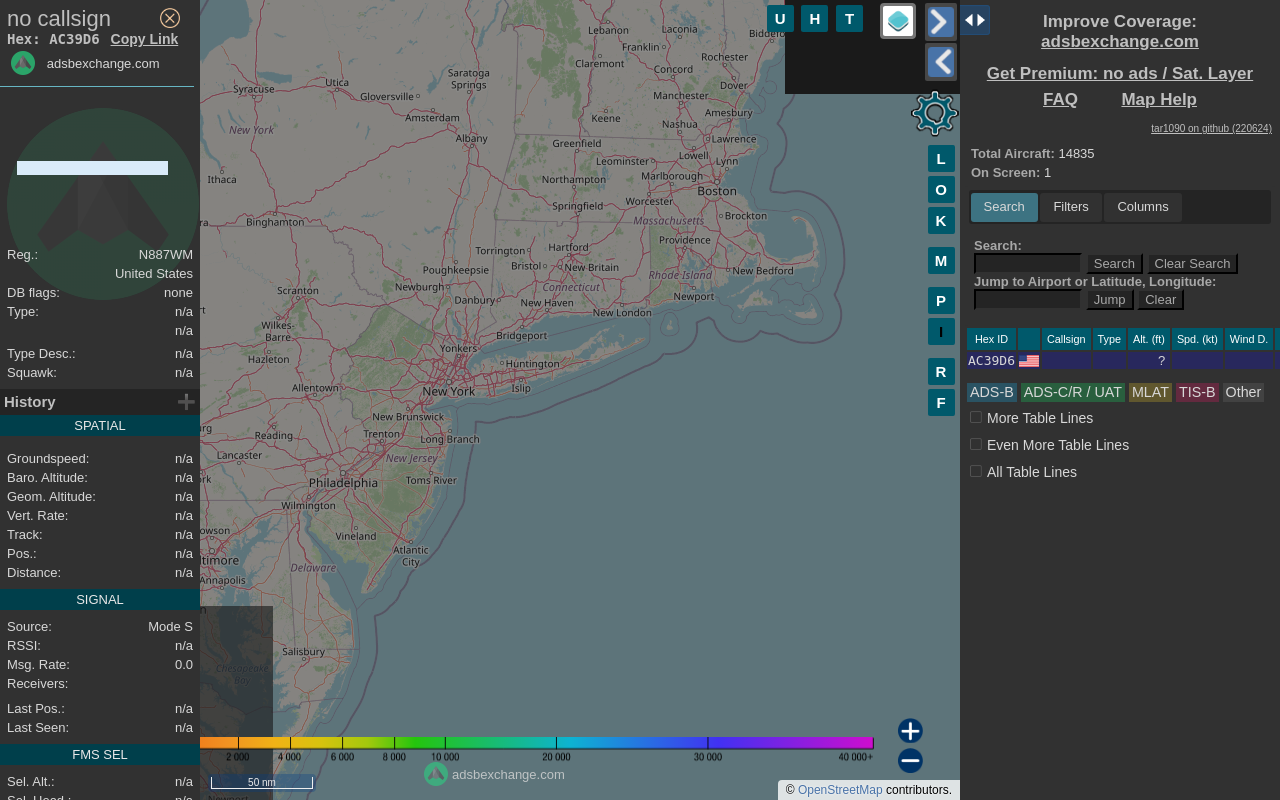 no callsign
Hex: AC39D6 Copy Link
adsbexchange.com
Reg.: N887WM
United States
DB flags: none
Type: n/a
n/a
Type Desc.: n/a
Squawk: n/a
History
SPATIAL
Groundspeed: n/a
Baro. Altitude: n/a
Geom. Altitude: n/a
Vert. Rate: n/a
Track: n/a
Pos.: n/a
Distance: n/a
SIGNAL
Source: Mode S
RSSI: n/a
Msg. Rate: 0.0
Receivers:
Last Pos.: n/a
Last Seen: n/a
FMS SEL
Sel. Alt.: n/a
U H T
L
O
K
M
P
I
R
F
Lebanon
Laconia
Franklin
Claremont
Rochester
Concord
Dover
Manchester
Amesbury
Keene
Nashua
Saratoga
Springs
Utica
Syracuse
Gloversville
Amsterdam
New York
Albany
Greenfield
Lawrence
Lowell
Lynn
Leominster
Marlborough
Ithaca
Northampton
Boston
Worcester
Springfield
Massachusetts
Brockton
Binghamton
Providence
Torrington
Hartford
Bristol
New Britain
Poughkeepsie
Rhode Island
New Bedford
Connecticut
Newburgh
Scranton
Danbury
New Haven
Newport
New London
Wilkes-
Barre
Bridgeport
Yonkers
Hazleton
Huntington
Allentown
New York
Islip
New Brunswick
Reading
Trenton
Long Branch
Lancaster
New Jersey
Philadelphia
Toms River
Wilmington
Vineland
Atlantic
City
Annapolis
Delaware
Salisbury
2 000 4 000 6 000 8 000 10 000 20 000 30 000 40 000+
50 nm
adsbexchange.com
© OpenStreetMap contributors.
Improve Coverage:
adsbexchange.com
Get Premium: no ads / Sat. Layer
FAQ Map Help
tar1090 on github (220624)
Total Aircraft: 14835
On Screen: 1
Search Filters Columns
Search:
Search Clear Search
Jump to Airport or Latitude, Longitude:
Jump Clear
Hex ID Callsign Type Alt. (ft) Spd. (kt) Wind D.
AC39D6 ?
ADS-B ADS-C/R / UAT MLAT TIS-B Other
More Table Lines
Even More Table Lines
All Table Lines